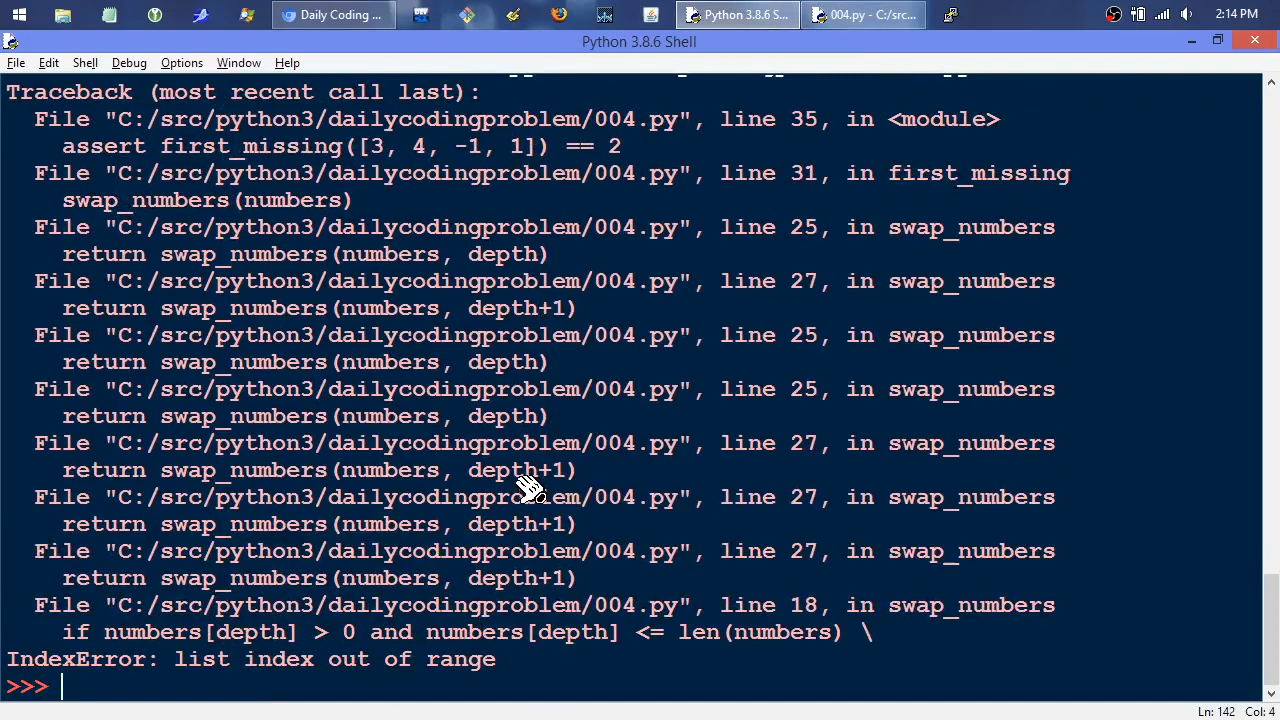 Daily Coding ...
Python 3.8.6 S...
004.py - C:/src...
2:14 PM
Python 3.8.6 Shell
File Edit Shell Debug Options Window Help
Traceback (most recent call last):
  File "C:/src/python3/dailycodingproblem/004.py", line 35, in <module>
    assert first_missing([3, 4, -1, 1]) == 2
  File "C:/src/python3/dailycodingproblem/004.py", line 31, in first_missing
    swap_numbers(numbers)
  File "C:/src/python3/dailycodingproblem/004.py", line 25, in swap_numbers
    return swap_numbers(numbers, depth)
  File "C:/src/python3/dailycodingproblem/004.py", line 27, in swap_numbers
    return swap_numbers(numbers, depth+1)
  File "C:/src/python3/dailycodingproblem/004.py", line 25, in swap_numbers
    return swap_numbers(numbers, depth)
  File "C:/src/python3/dailycodingproblem/004.py", line 25, in swap_numbers
    return swap_numbers(numbers, depth)
  File "C:/src/python3/dailycodingproblem/004.py", line 27, in swap_numbers
    return swap_numbers(numbers, depth+1)
  File "C:/src/python3/dailycodingproblem/004.py", line 27, in swap_numbers
    return swap_numbers(numbers, depth+1)
  File "C:/src/python3/dailycodingproblem/004.py", line 27, in swap_numbers
    return swap_numbers(numbers, depth+1)
  File "C:/src/python3/dailycodingproblem/004.py", line 18, in swap_numbers
    if numbers[depth] > 0 and numbers[depth] <= len(numbers) \
IndexError: list index out of range
>>>
Ln: 142 Col: 4